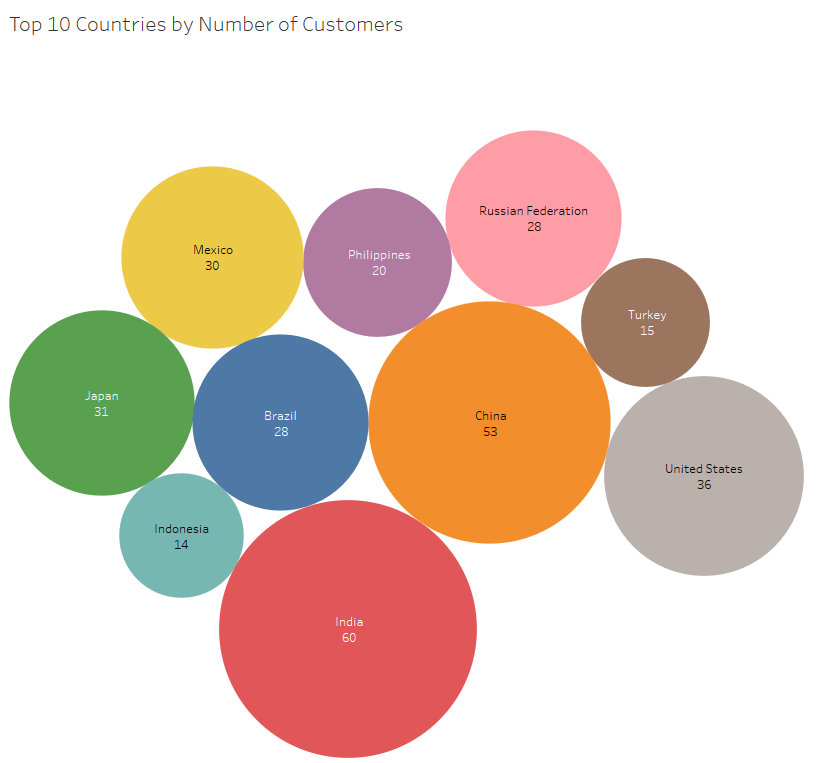 Top 10 Countries by Number of Customers
Russian Federation
28
Mexico
30
Philippines
20
Turkey
15
Japan
31
Brazil
28
China
53
United States
36
Indonesia
14
India
60